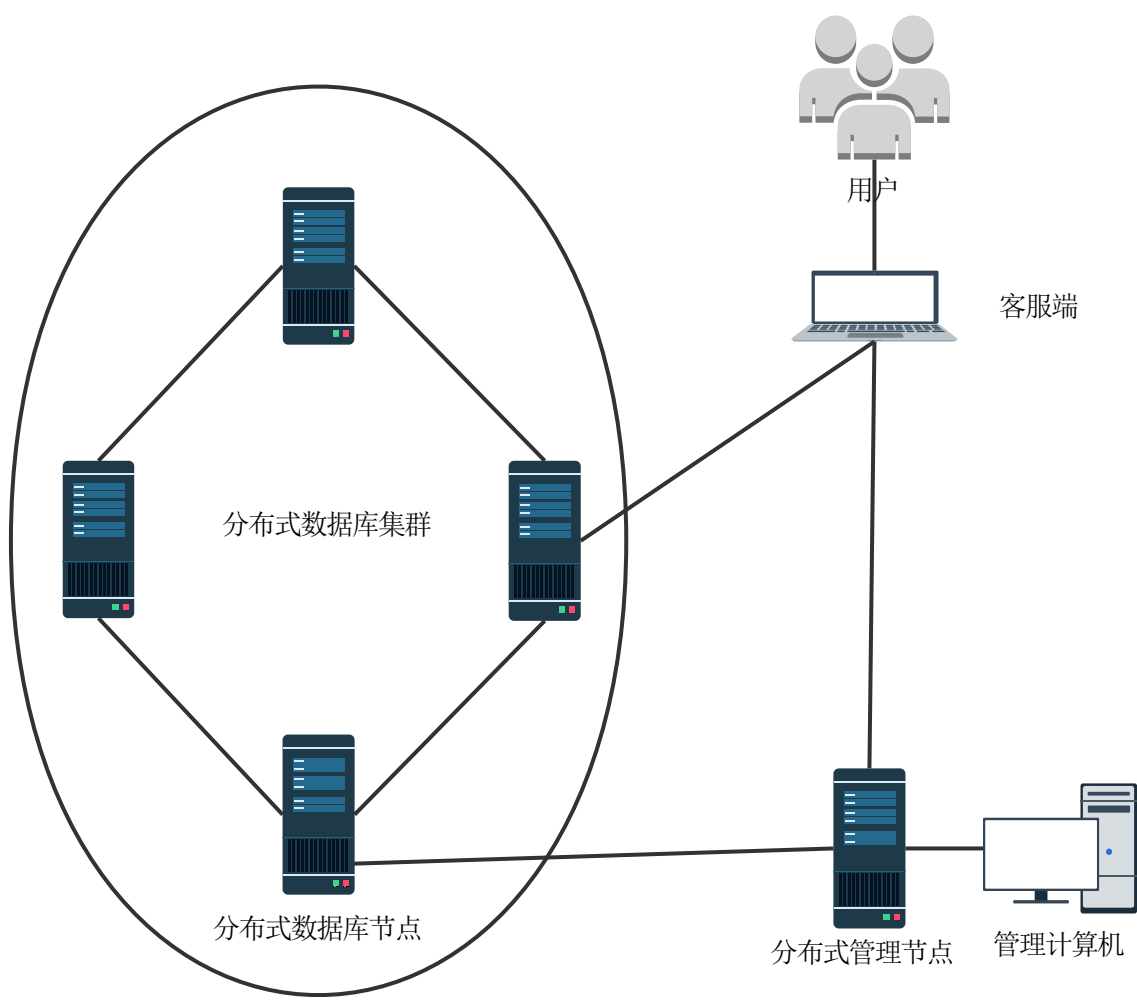 用户
客服端
分布式数据库集群
分布式数据库节点
分布式管理节点
管理计算机